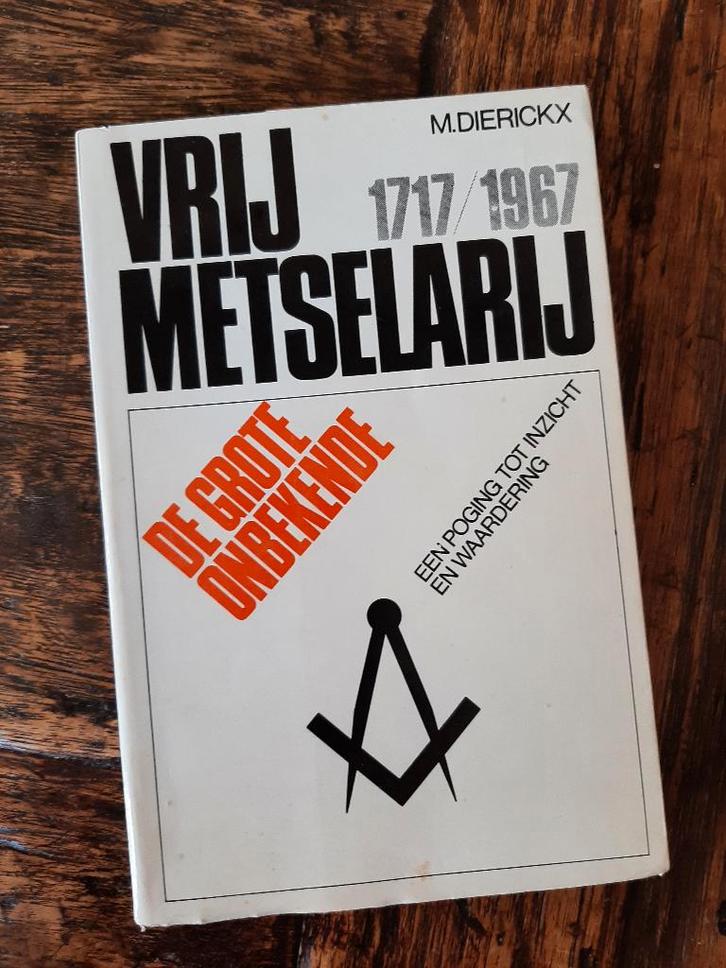 M.DIERICKX
VRIJ
1717/1967
METSELARIJ
DE GROTE
ONBEKENDE
EEN POGING TOT INZICHT
EN WAARDERING